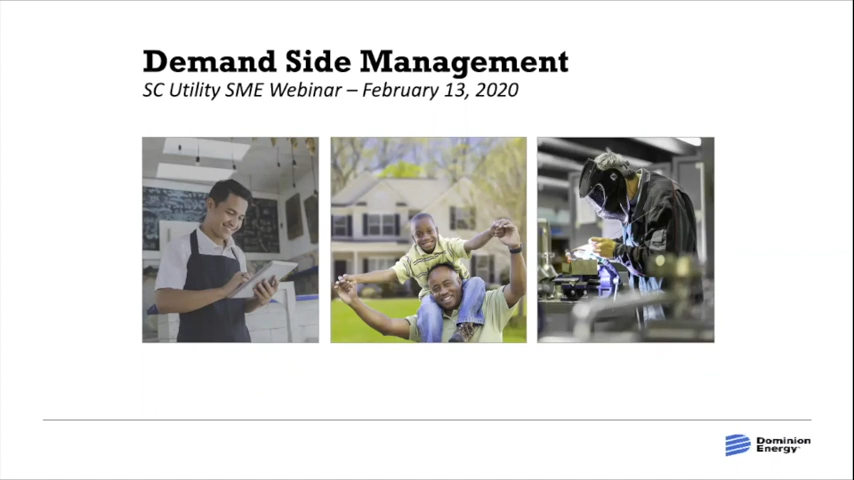 Demand Side Management
SC Utility SME Webinar – February 13, 2020
Dominion
Energy